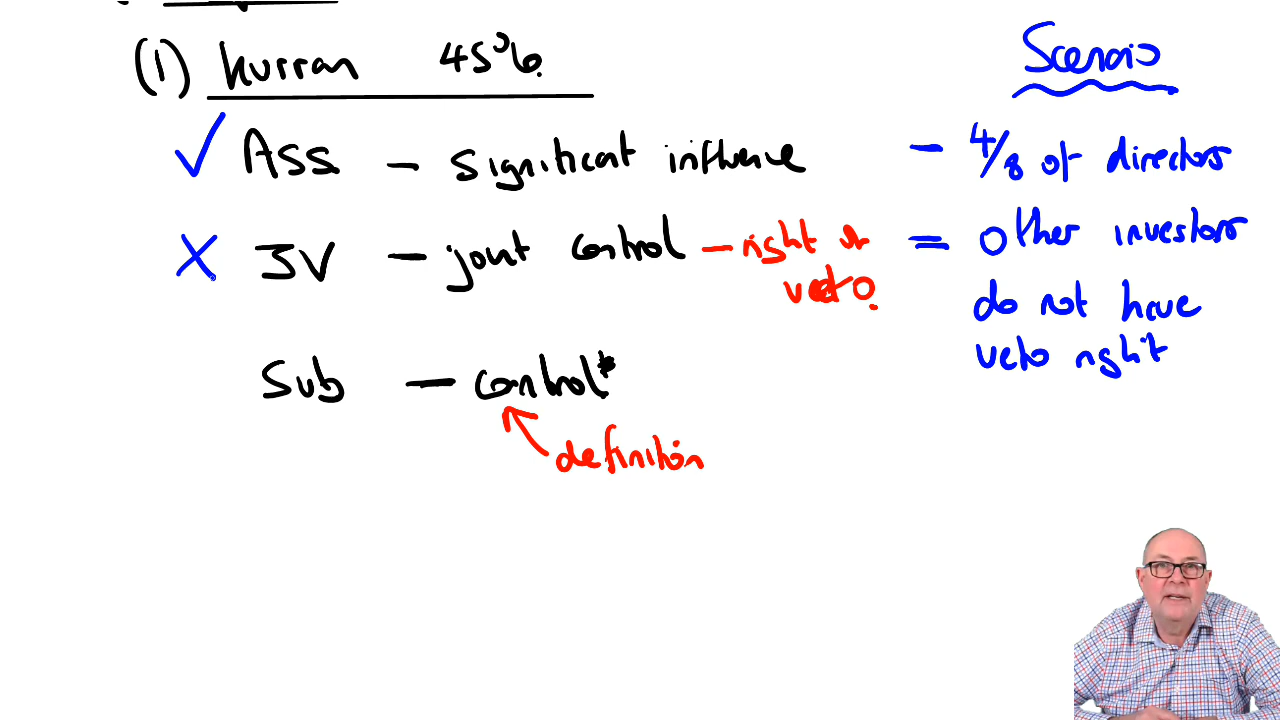 (1) Kurran 45%.
✓ Ass – significant influence
X JV – joint control – right of veto.
Sub – control*
definition
Scenario
– 4/8 of directors
= other investors
do not have
veto right